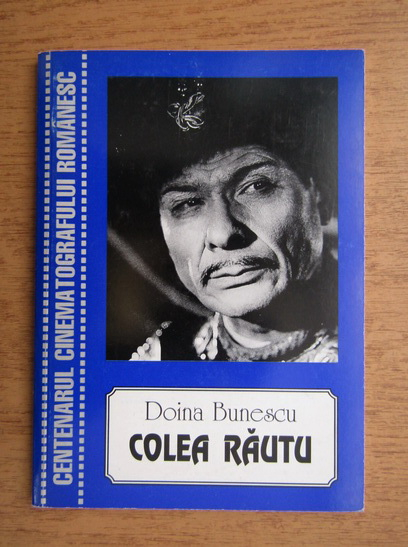 CENTENARUL CINEMATOGRAFULUI ROMÂNESC
Doina Bunescu
COLEA RĂUTU